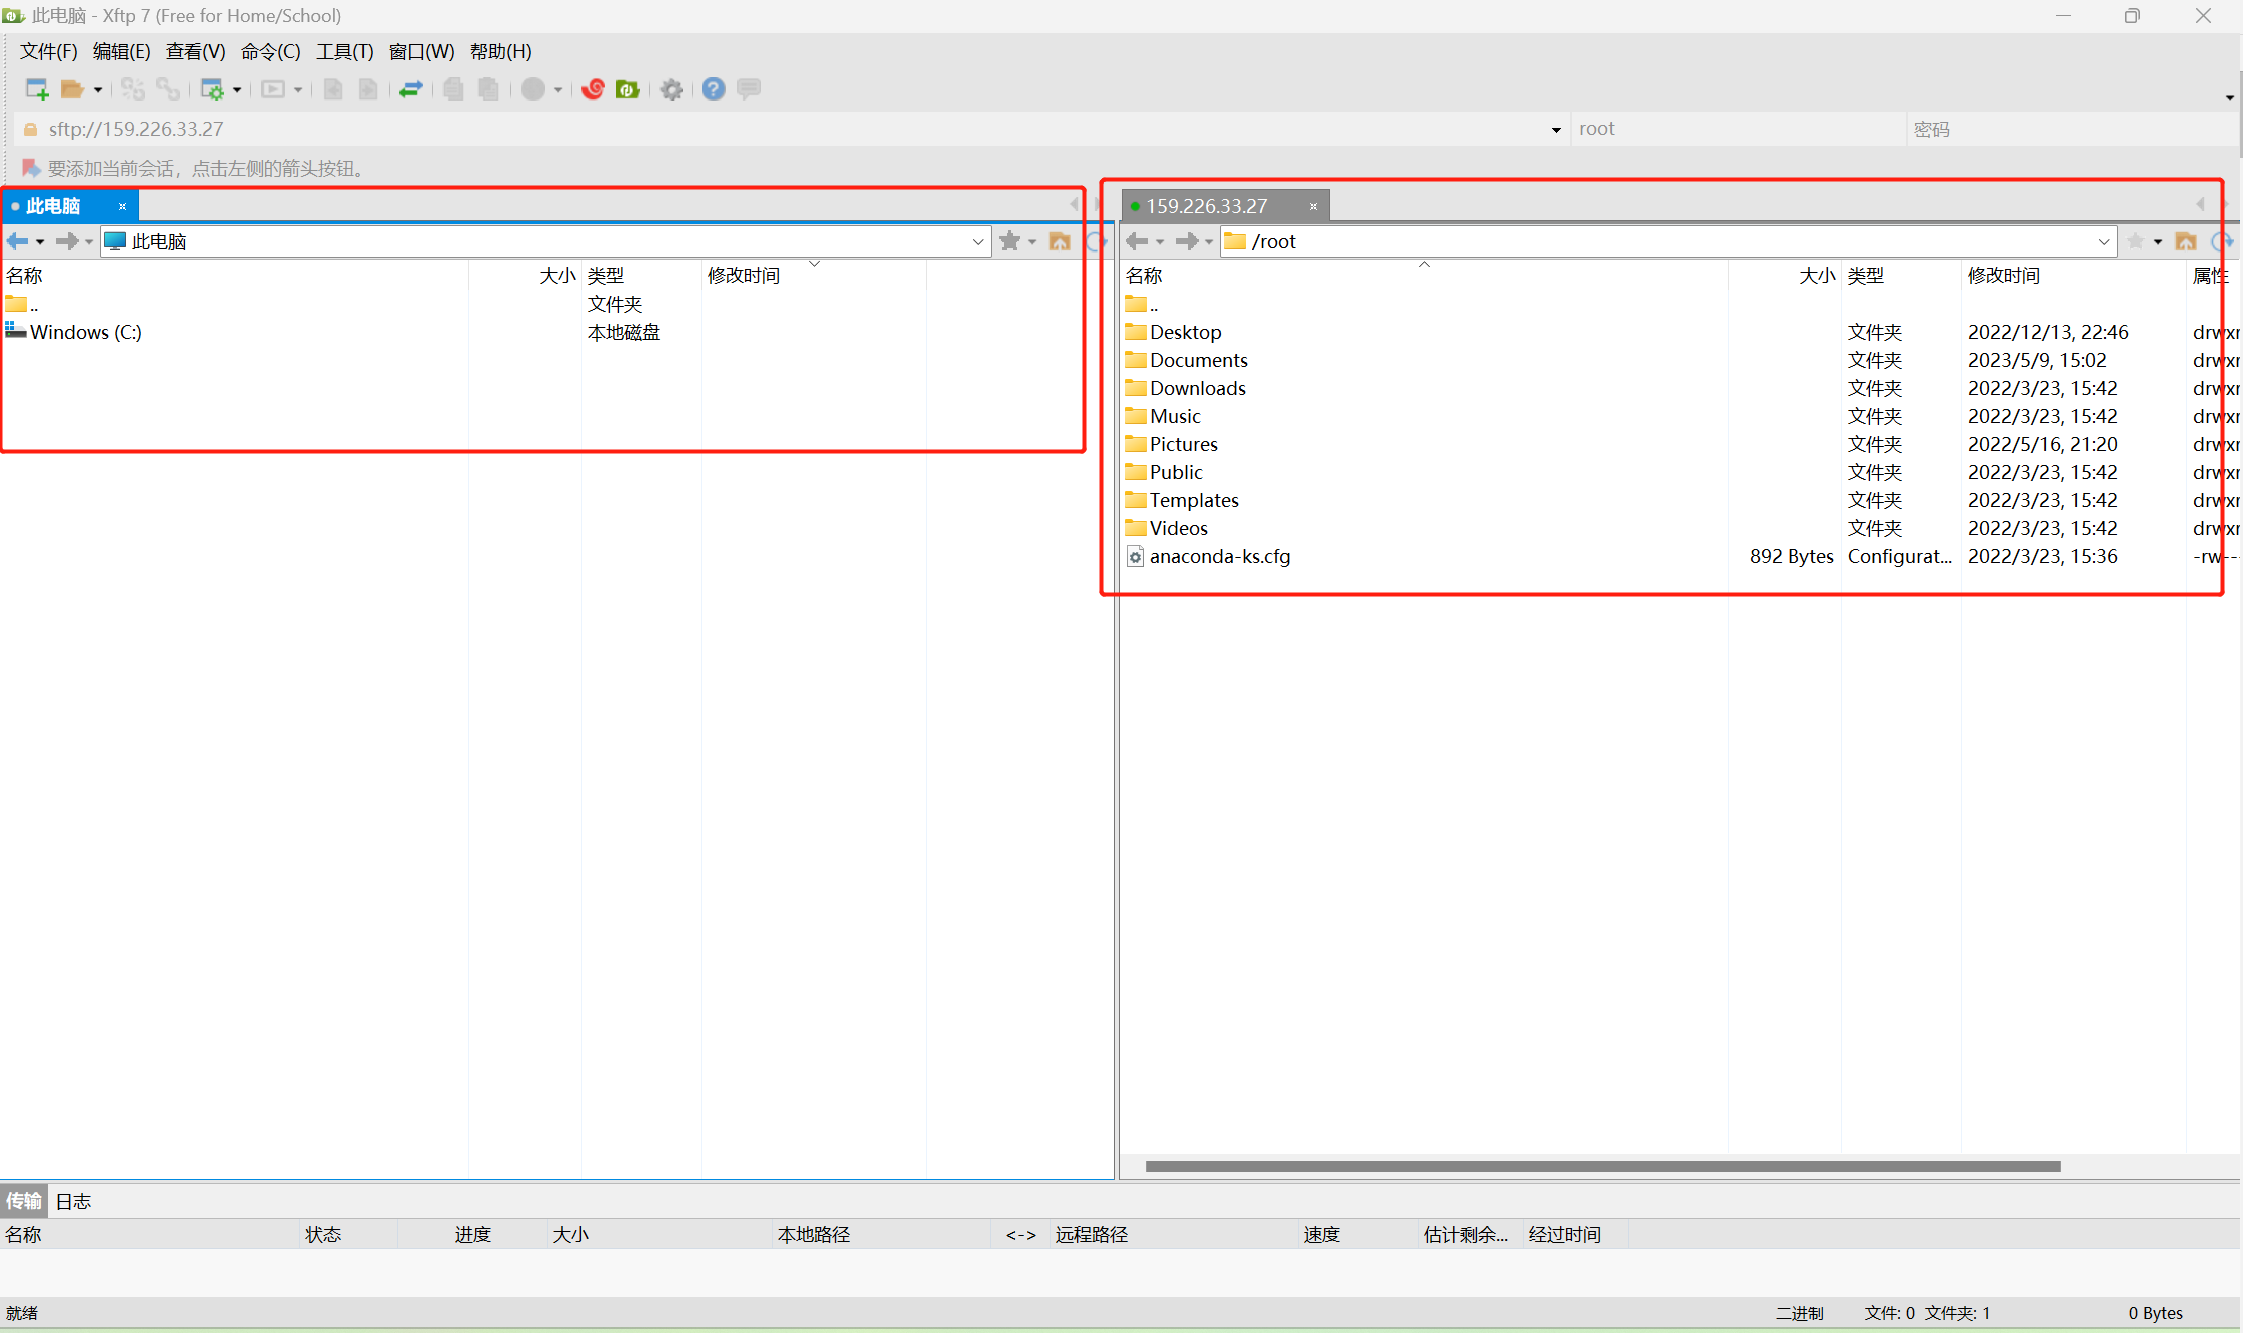 此电脑 - Xftp 7 (Free for Home/School)
文件(F) 编辑(E) 查看(V) 命令(C) 工具(T) 窗口(W) 帮助(H)
sftp://159.226.33.27 root 密码
要添加当前会话，点击左侧的箭头按钮。
此电脑
此电脑
名称 大小 类型 修改时间
.. 文件夹
Windows (C:) 本地磁盘
159.226.33.27
/root
名称 大小 类型 修改时间 属性
..
Desktop 文件夹 2022/12/13, 22:46 drwxr
Documents 文件夹 2023/5/9, 15:02 drwxr
Downloads 文件夹 2022/3/23, 15:42 drwxr
Music 文件夹 2022/3/23, 15:42 drwxr
Pictures 文件夹 2022/5/16, 21:20 drwxr
Public 文件夹 2022/3/23, 15:42 drwxr
Templates 文件夹 2022/3/23, 15:42 drwxr
Videos 文件夹 2022/3/23, 15:42 drwxr
anaconda-ks.cfg 892 Bytes Configurat... 2022/3/23, 15:36 -rw--
传输 日志
名称 状态 进度 大小 本地路径 <-> 远程路径 速度 估计剩余... 经过时间
就绪 二进制 文件: 0 文件夹: 1 0 Bytes